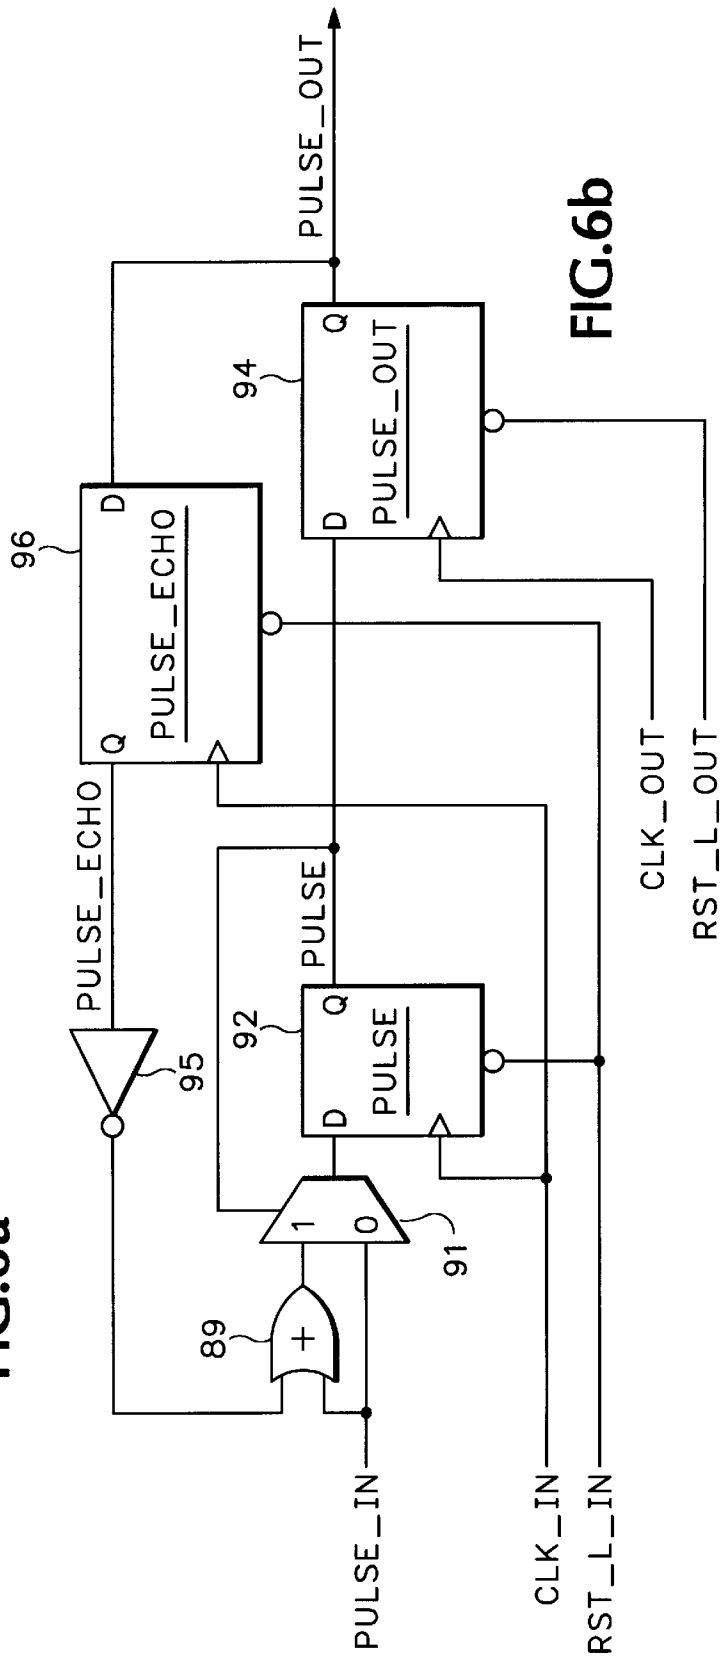 96
PULSE_ECHO
Q
D
PULSE_ECHO
95
94
PULSE_OUT
D
Q
PULSE_OUT
92
PULSE
D
Q
PULSE
89
+
1
0
91
PULSE_IN
CLK_IN
RST_L_IN
CLK_OUT
RST_L_OUT
FIG.6b